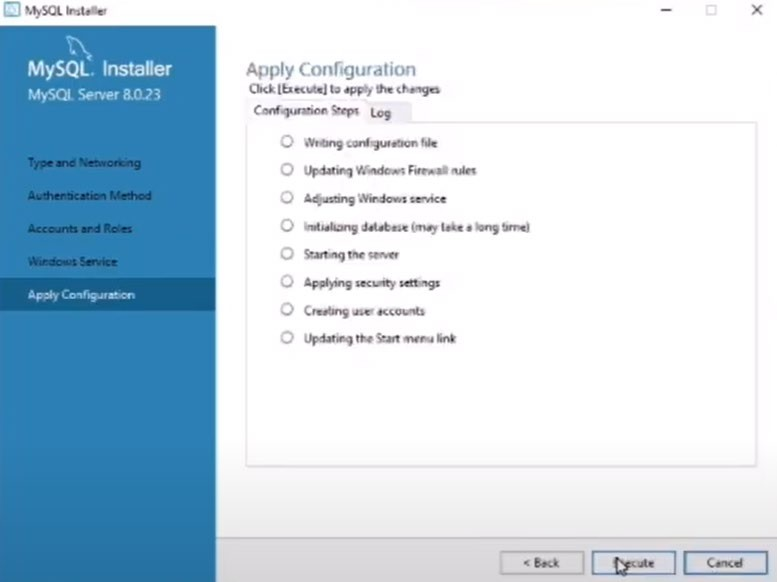 MySQL Installer
MySQL. Installer
MySQL Server 8.0.23
Type and Networking
Authentication Method
Accounts and Roles
Windows Service
Apply Configuration
Apply Configuration
Click [Execute] to apply the changes
Configuration Steps
Log
Writing configuration file
Updating Windows Firewall rules
Adjusting Windows service
Initializing database (may take a long time)
Starting the server
Applying security settings
Creating user accounts
Updating the Start menu link
< Back
Execute
Cancel